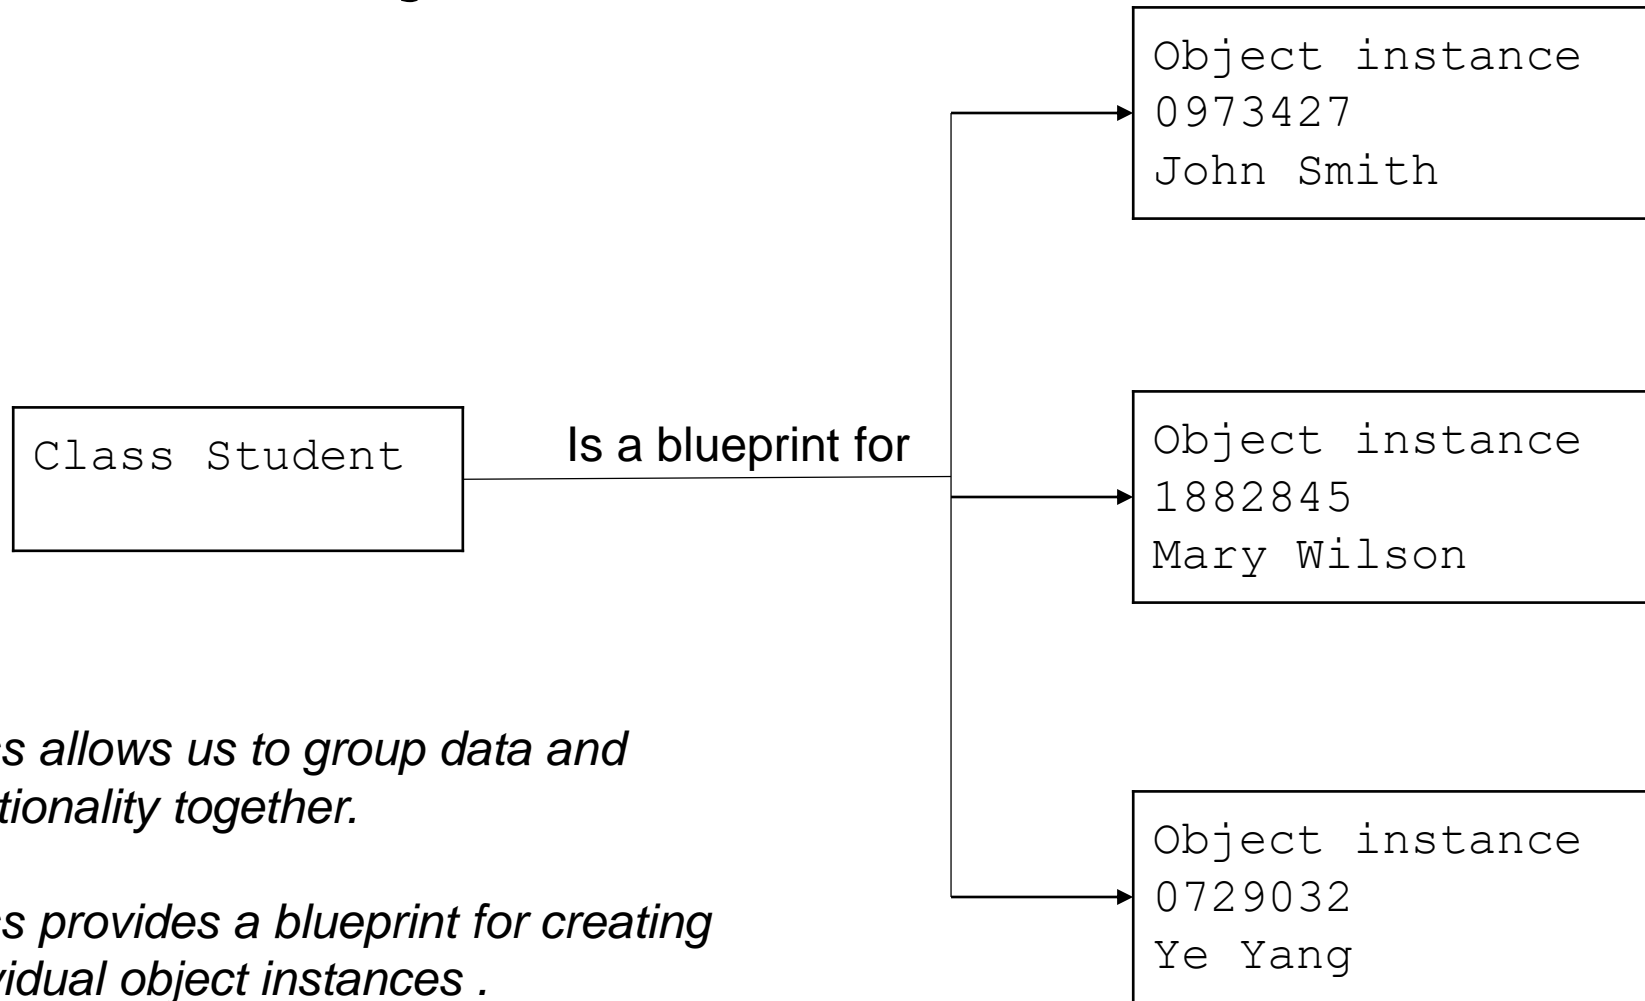 Object instance
0973427
John Smith
Class Student
Is a blueprint for
Object instance
1882845
Mary Wilson
s allows us to group data and
tionality together.
s provides a blueprint for creating
vidual object instances .
Object instance
0729032
Ye Yang